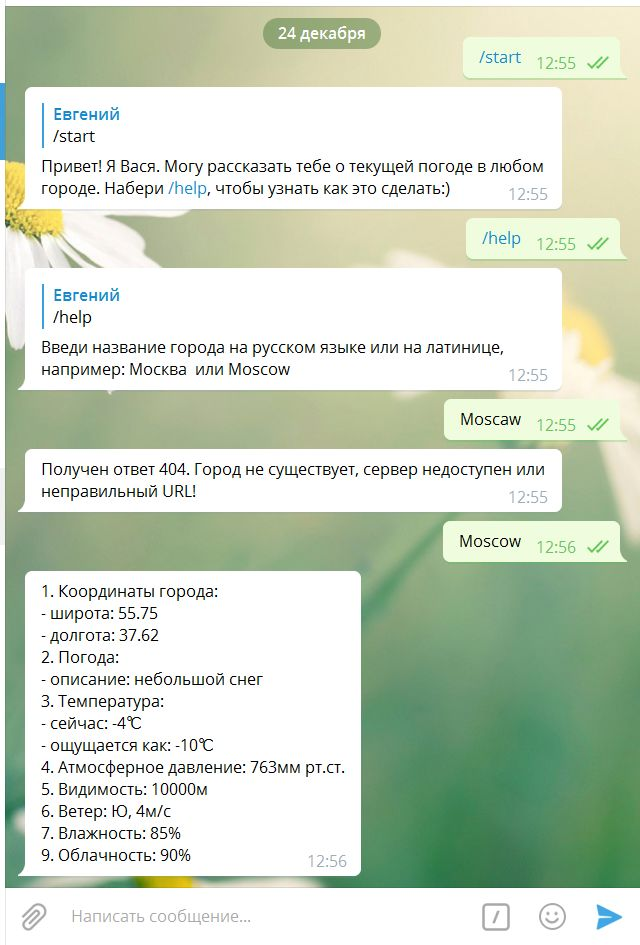 24 декабря
/start 12:55
Евгений
/start
Привет! Я Вася. Могу рассказать тебе о текущей погоде в любом
городе. Набери /help, чтобы узнать как это сделать:)
12:55
/help 12:55
Евгений
/help
Введи название города на русском языке или на латинице,
например: Москва или Moscow
12:55
Moscaw 12:55
Получен ответ 404. Город не существует, сервер недоступен или
неправильный URL!
12:55
Moscow 12:56
1. Координаты города:
- широта: 55.75
- долгота: 37.62
2. Погода:
- описание: небольшой снег
3. Температура:
- сейчас: -4℃
- ощущается как: -10℃
4. Атмосферное давление: 763мм рт.ст.
5. Видимость: 10000м
6. Ветер: Ю, 4м/с
7. Влажность: 85%
9. Облачность: 90%
12:56
Написать сообщение...